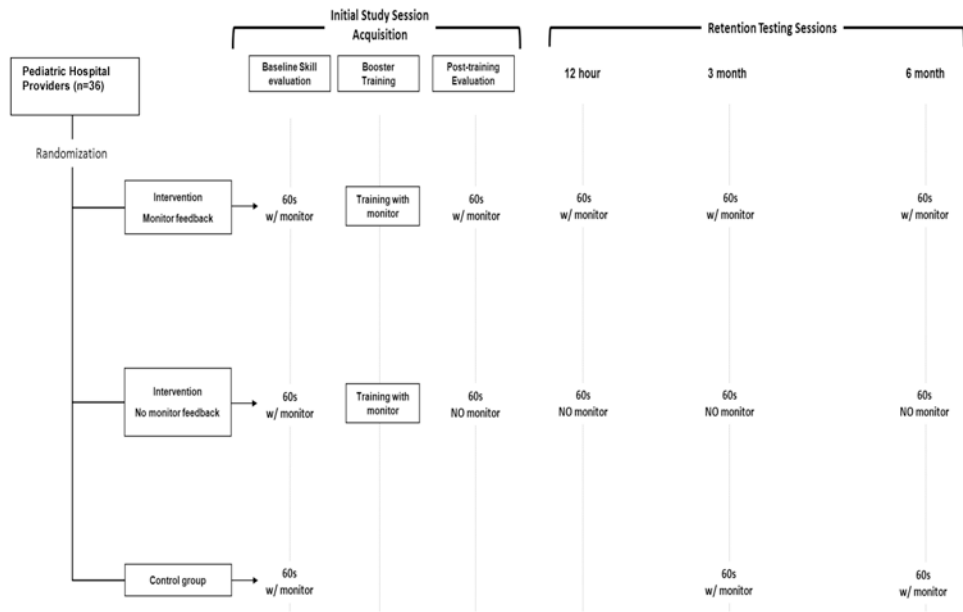 Initial Study Session
Acquisition
Retention Testing Sessions
Pediatric Hospital
Providers (n=36)
Baseline Skill
evaluation
Booster
Training
Post-training
Evaluation
12 hour
3 month
6 month
Randomization
Intervention
Monitor feedback
60s
w/ monitor
Training with
monitor
60s
w/ monitor
60s
w/ monitor
60s
w/ monitor
60s
w/ monitor
Intervention
No monitor feedback
60s
w/ monitor
Training with
monitor
60s
NO monitor
60s
NO monitor
60s
NO monitor
60s
NO monitor
Control group
60s
w/ monitor
60s
w/ monitor
60s
w/ monitor